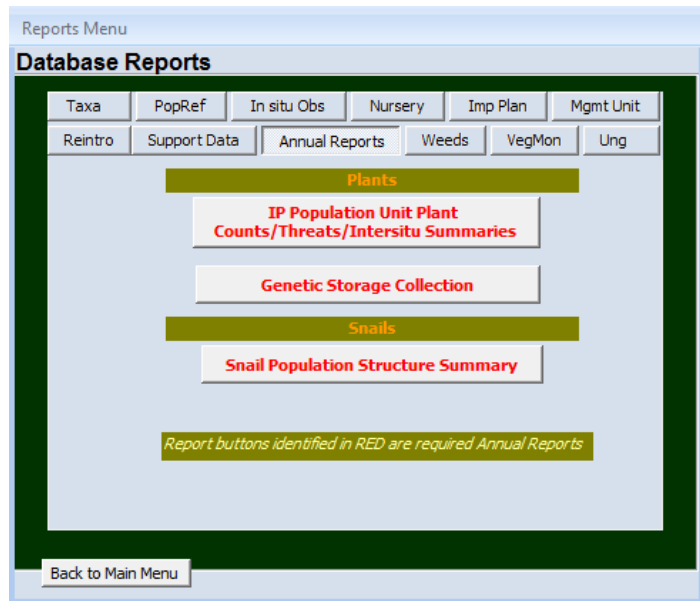 Reports Menu
Database Reports
Taxa PopRef In situ Obs Nursery Imp Plan Mgmt Unit
Reintro Support Data Annual Reports Weeds VegMon Ung
Plants
IP Population Unit Plant
Counts/Threats/Intersitu Summaries
Genetic Storage Collection
Snails
Snail Population Structure Summary
Report buttons identified in RED are required Annual Reports
Back to Main Menu